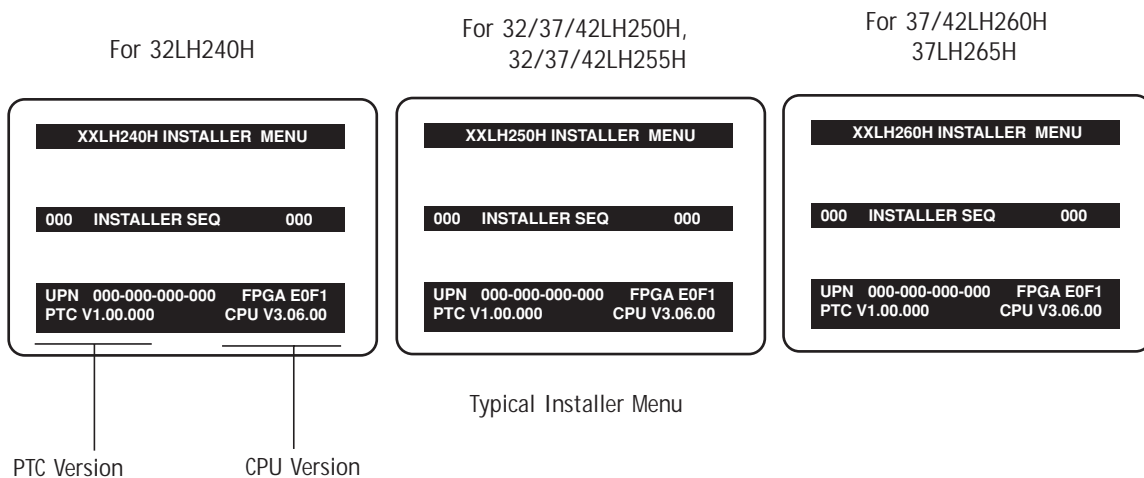 For 32LH240H
For 32/37/42LH250H,
32/37/42LH255H
For 37/42LH260H
37LH265H
XXLH240H INSTALLER MENU
000 INSTALLER SEQ 000
UPN 000-000-000-000 FPGA E0F1
PTC V1.00.000 CPU V3.06.00
XXLH250H INSTALLER MENU
000 INSTALLER SEQ 000
UPN 000-000-000-000 FPGA E0F1
PTC V1.00.000 CPU V3.06.00
XXLH260H INSTALLER MENU
000 INSTALLER SEQ 000
UPN 000-000-000-000 FPGA E0F1
PTC V1.00.000 CPU V3.06.00
Typical Installer Menu
PTC Version
CPU Version